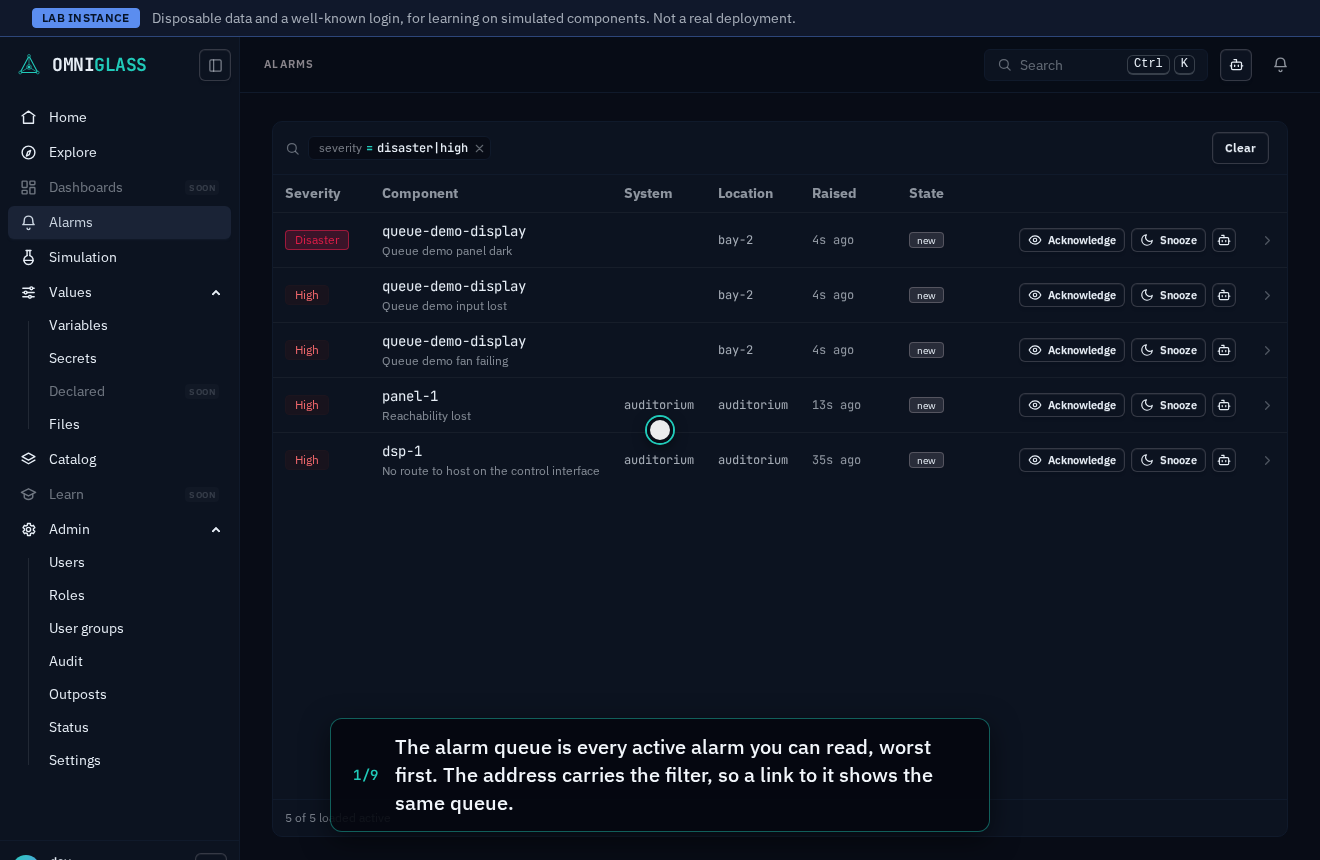 LAB INSTANCE Disposable data and a well-known login, for learning on simulated components. Not a real deployment.
OMNIGLASS
ALARMS
Search Ctrl K
Home
Explore
Dashboards SOON
Alarms
Simulation
Values
Variables
Secrets
Declared SOON
Files
Catalog
Learn SOON
Admin
Users
Roles
User groups
Audit
Outposts
Status
Settings
dev
severity = disaster|high
Clear
Severity Component System Location Raised State
Disaster queue-demo-display bay-2 4s ago new Acknowledge Snooze
Queue demo panel dark
High queue-demo-display bay-2 4s ago new Acknowledge Snooze
Queue demo input lost
High queue-demo-display bay-2 4s ago new Acknowledge Snooze
Queue demo fan failing
High panel-1 auditorium auditorium 13s ago new Acknowledge Snooze
Reachability lost
High dsp-1 auditorium auditorium 35s ago new Acknowledge Snooze
No route to host on the control interface
1/9 The alarm queue is every active alarm you can read, worst
first. The address carries the filter, so a link to it shows the
same queue.
5 of 5 loaded active